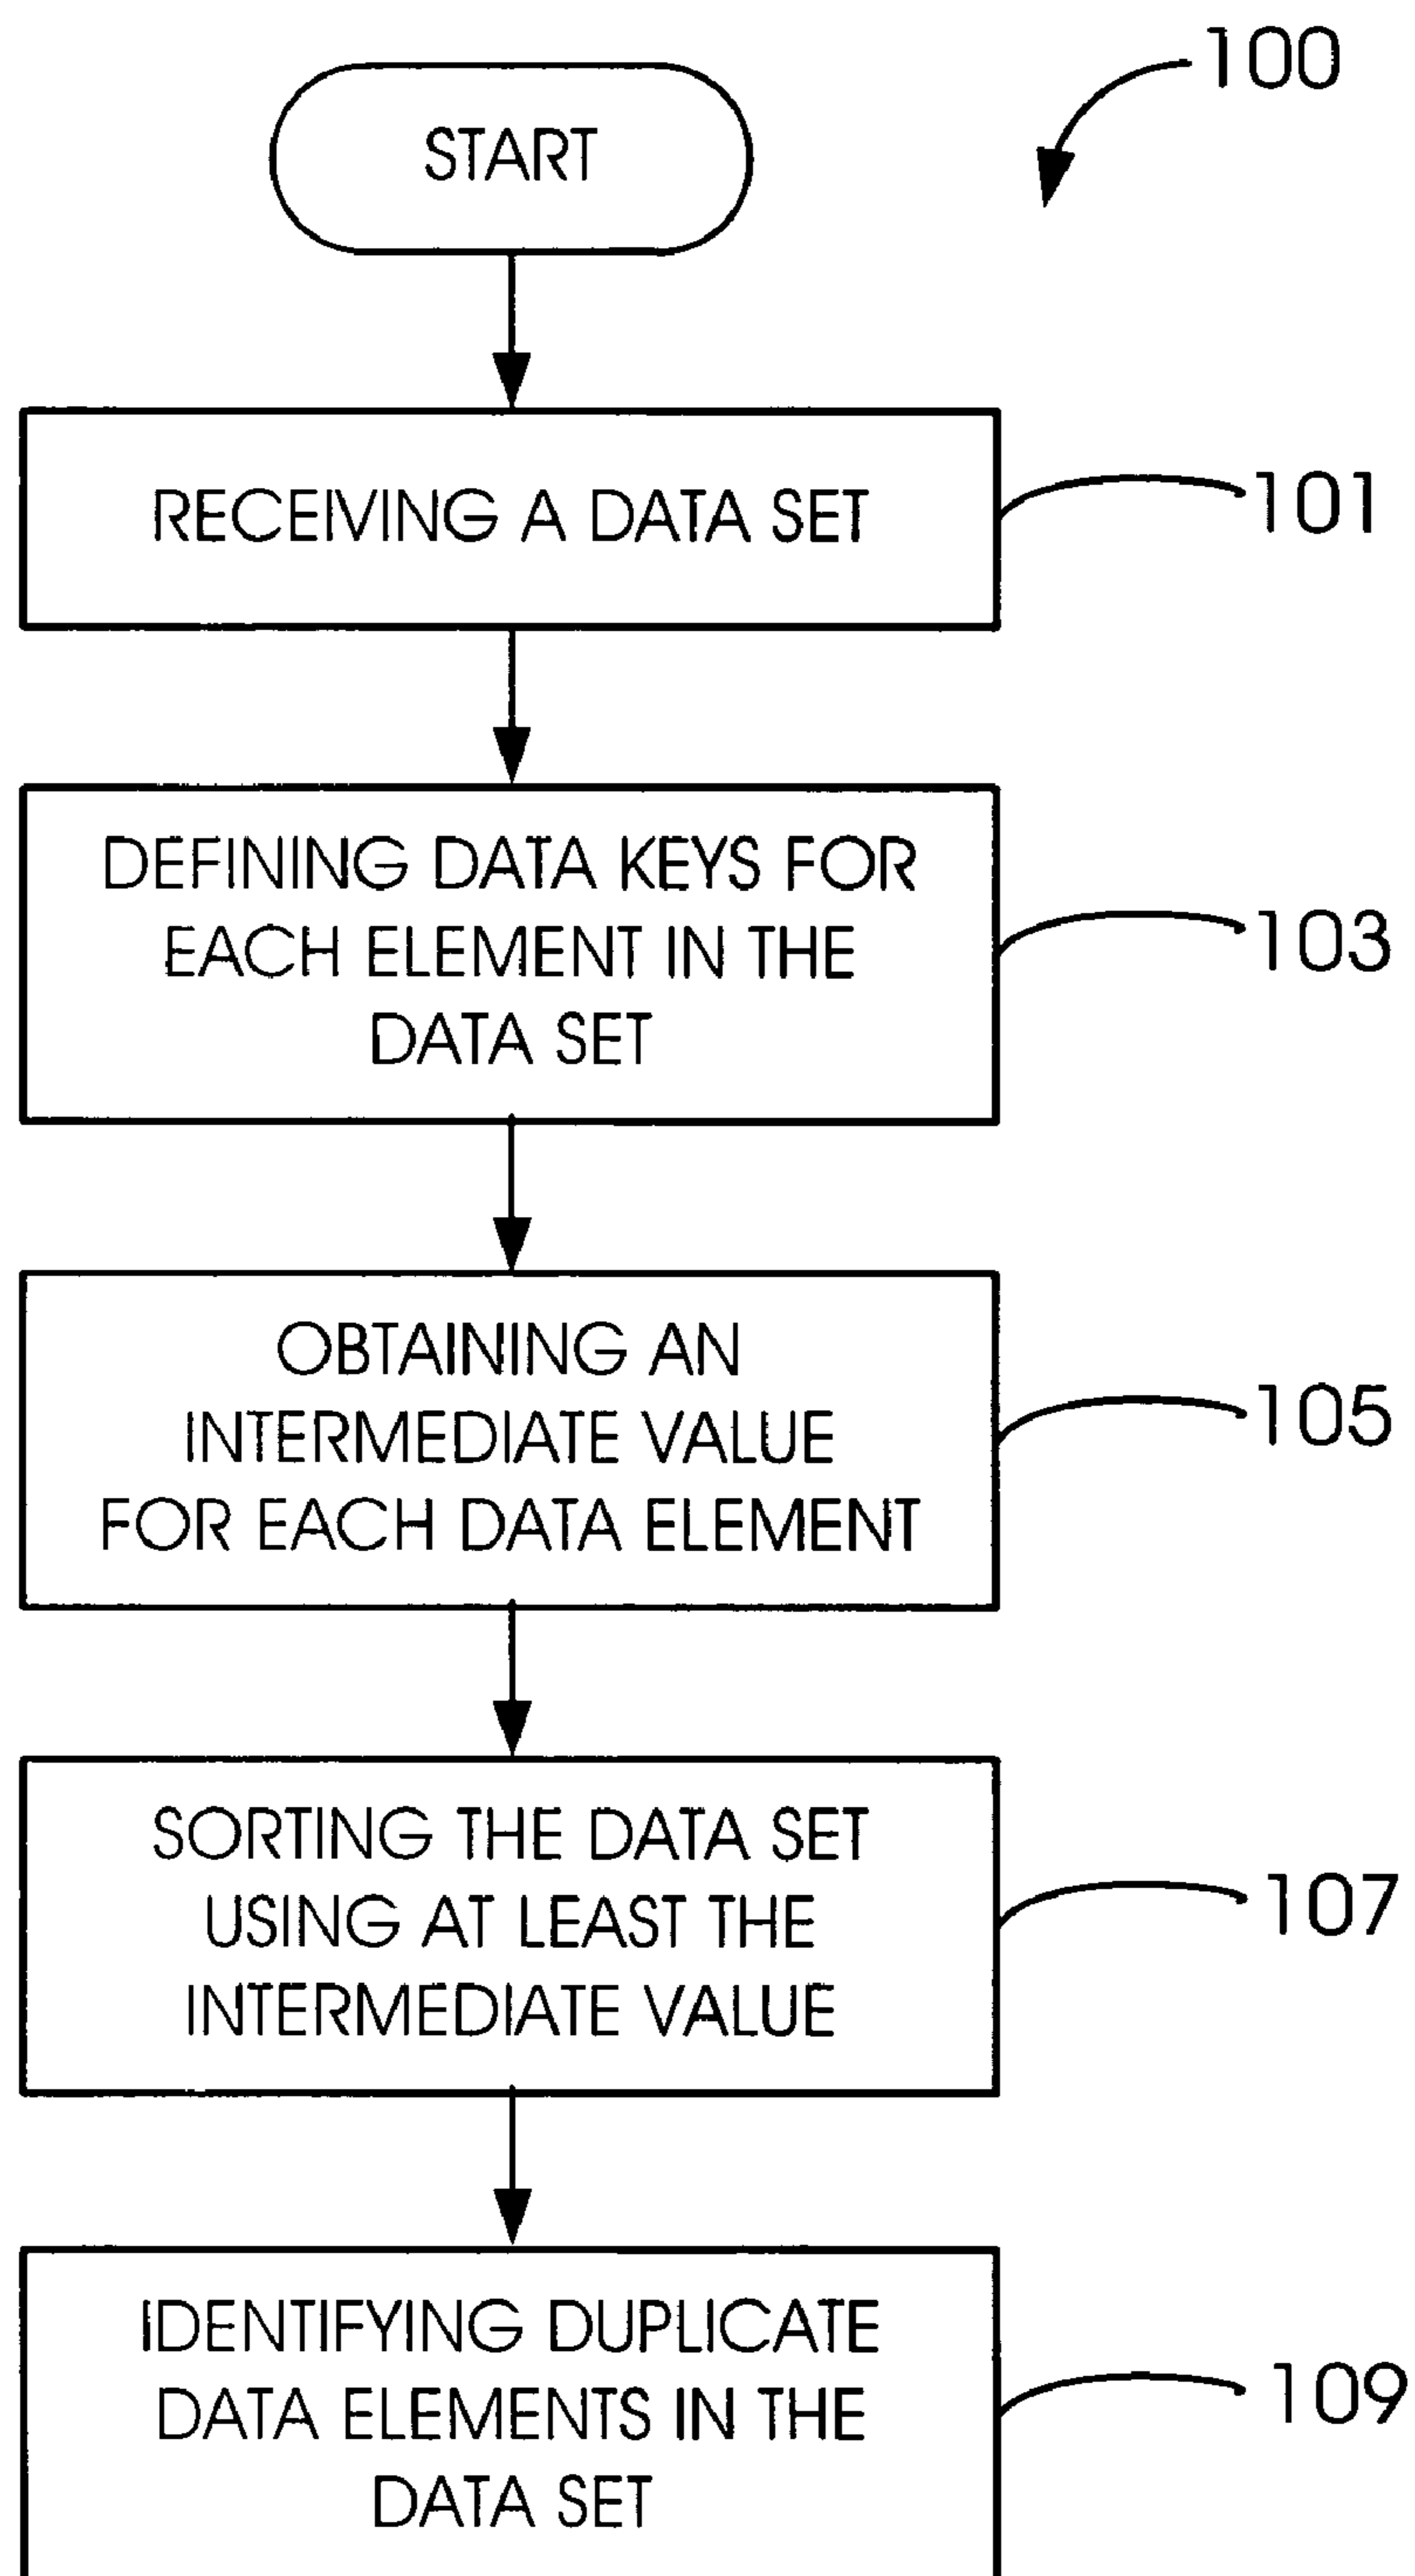 100
START
RECEIVING A DATA SET
101
DEFINING DATA KEYS FOR
EACH ELEMENT IN THE
DATA SET
103
OBTAINING AN
INTERMEDIATE VALUE
FOR EACH DATA ELEMENT
105
SORTING THE DATA SET
USING AT LEAST THE
INTERMEDIATE VALUE
107
IDENTIFYING DUPLICATE
DATA ELEMENTS IN THE
DATA SET
109